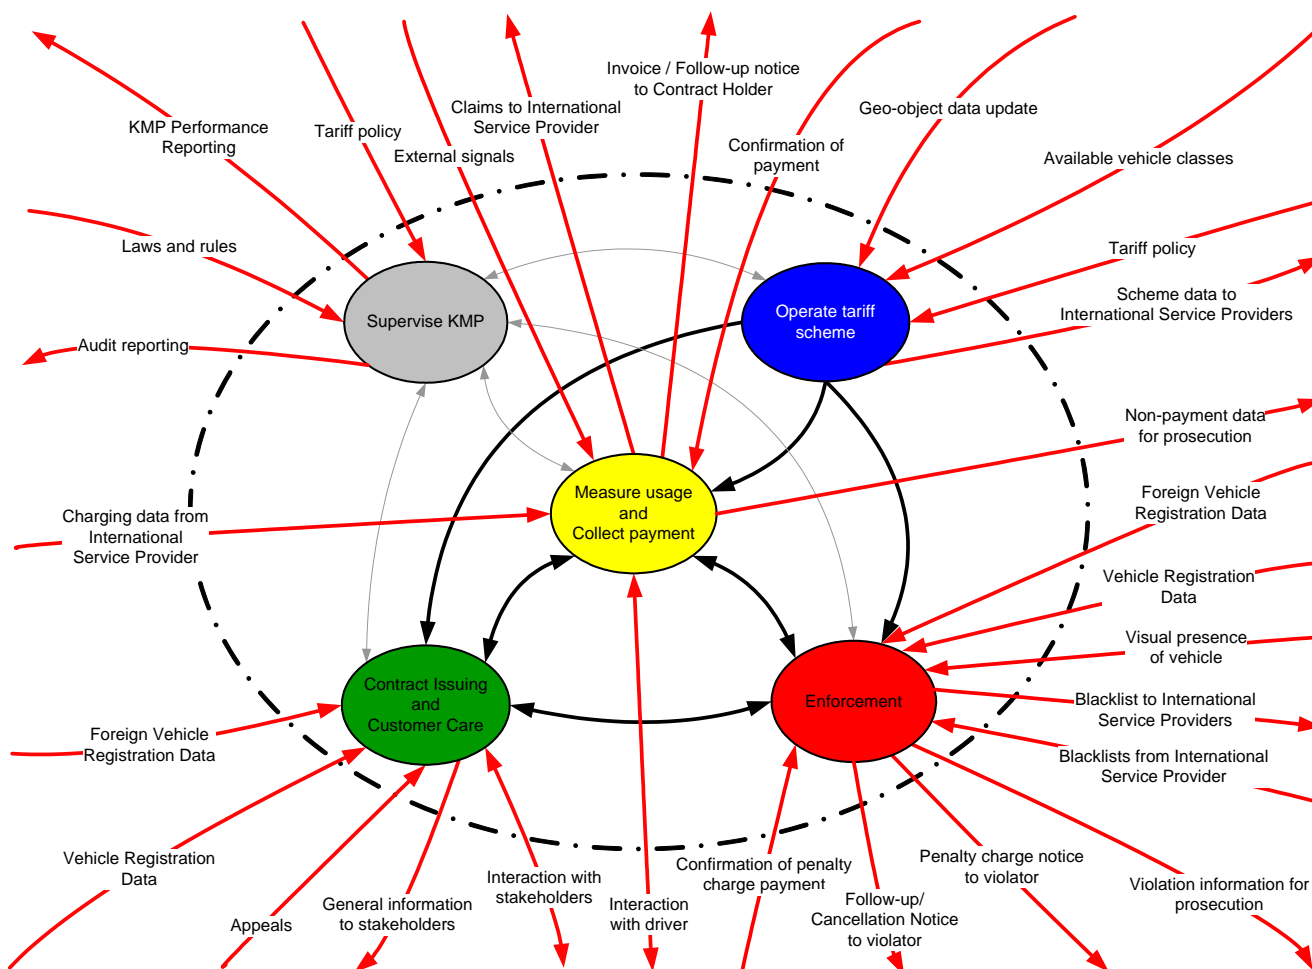 Invoice / Follow-up notice
to Contract Holder
Claims to International
Service Provider
Geo-object data update
KMP Performance
Reporting
Tariff policy
External signals
Confirmation of
payment
Available vehicle classes
Laws and rules
Tariff policy
Scheme data to
International Service Providers
Supervise KMP
Operate tariff
scheme
Audit reporting
Non-payment data
for prosecution
Measure usage
and
Collect payment
Foreign Vehicle
Registration Data
Charging data from
International
Service Provider
Vehicle Registration
Data
Visual presence
of vehicle
Contract Issuing
and
Customer Care
Enforcement
Blacklist to International
Service Providers
Foreign Vehicle
Registration Data
Blacklists from International
Service Provider
Vehicle Registration
Data
Appeals
General information
to stakeholders
Interaction with
stakeholders
Interaction
with driver
Confirmation of penalty
charge payment
Follow-up/
Cancellation Notice
to violator
Penalty charge notice
to violator
Violation information for
prosecution